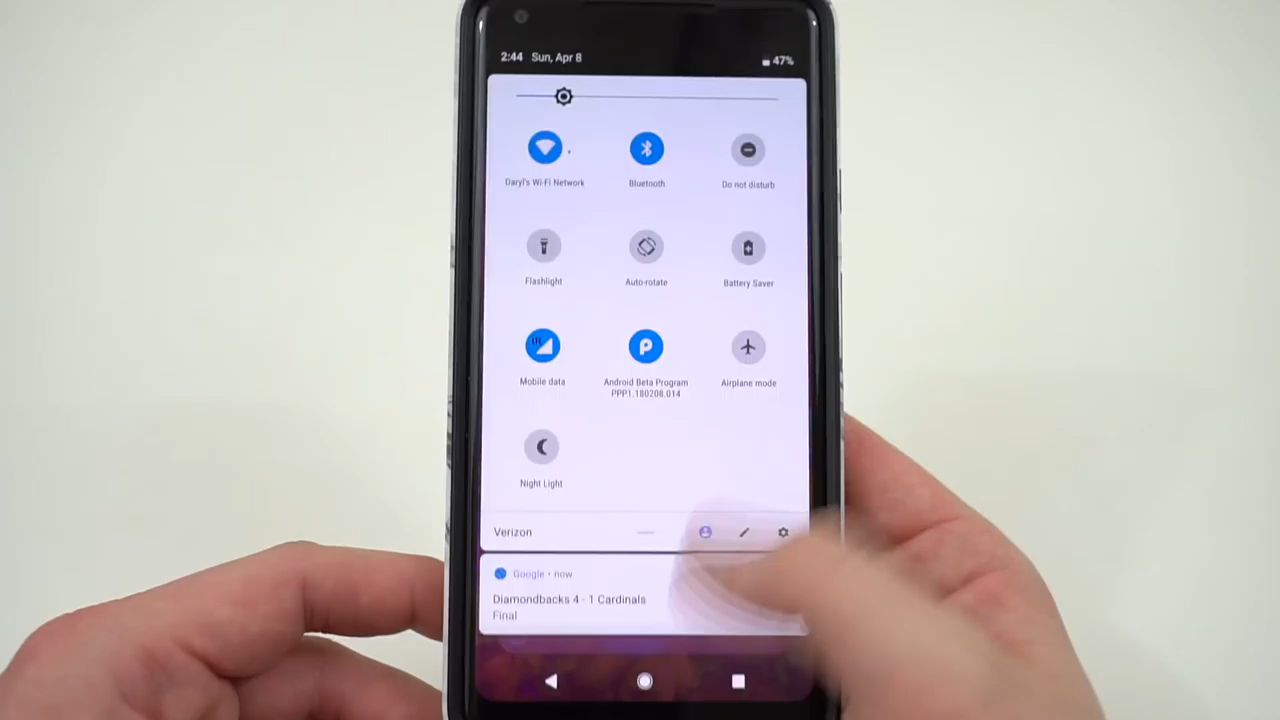 2:44 Sun, Apr 8 47%
Daryl's Wi-Fi Network Bluetooth Do not disturb
Flashlight Auto-rotate Battery Saver
LTE
Mobile data Android Beta Program Airplane mode
PPP1.180208.014
Night Light
Verizon
Google • now
Diamondbacks 4 - 1 Cardinals
Final